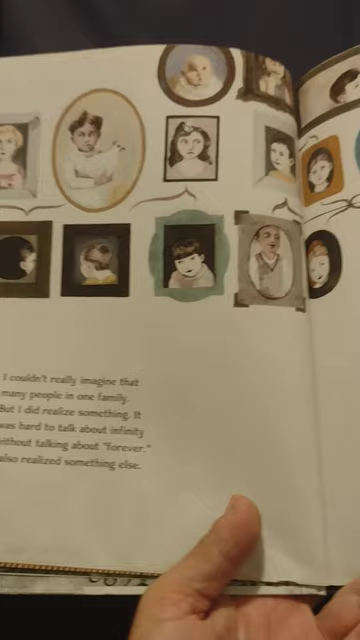 I couldn't really imagine that
many people in one family.
But I did realize something. It
was hard to talk about infinity
without talking about "forever."
also realized something else.